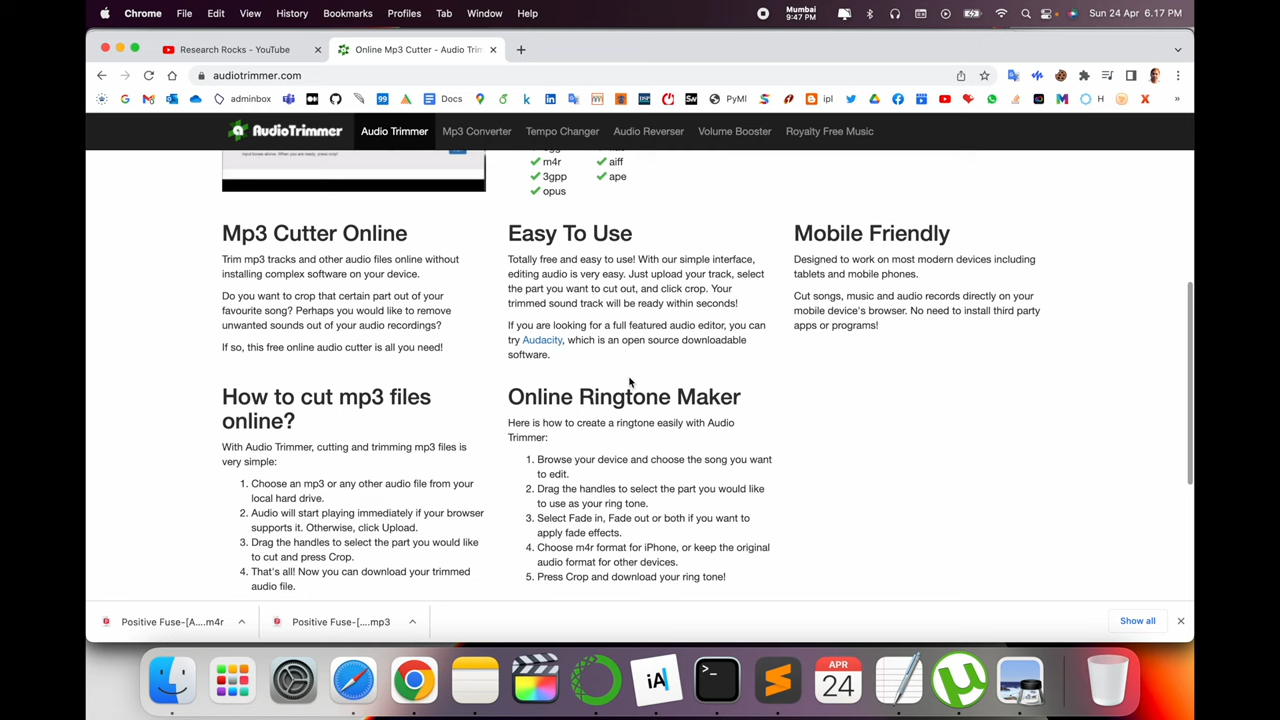 Chrome File Edit View History Bookmarks Profiles Tab Window Help Mumbai 9:47 PM Sun 24 Apr 6.17 PM
Research Rocks - YouTube Online Mp3 Cutter - Audio Trim
audiotrimmer.com
adminbox 99 Docs PyMI ipl H »
AudioTrimmer Audio Trimmer Mp3 Converter Tempo Changer Audio Reverser Volume Booster Royalty Free Music
m4r aiff
3gpp ape
opus
Mp3 Cutter Online
Trim mp3 tracks and other audio files online without
installing complex software on your device.
Do you want to crop that certain part out of your
favourite song? Perhaps you would like to remove
unwanted sounds out of your audio recordings?
If so, this free online audio cutter is all you need!
Easy To Use
Totally free and easy to use! With our simple interface,
editing audio is very easy. Just upload your track, select
the part you want to cut out, and click crop. Your
trimmed sound track will be ready within seconds!
If you are looking for a full featured audio editor, you can
try Audacity, which is an open source downloadable
software.
Mobile Friendly
Designed to work on most modern devices including
tablets and mobile phones.
Cut songs, music and audio records directly on your
mobile device's browser. No need to install third party
apps or programs!
How to cut mp3 files
online?
With Audio Trimmer, cutting and trimming mp3 files is
very simple:
1. Choose an mp3 or any other audio file from your
local hard drive.
2. Audio will start playing immediately if your browser
supports it. Otherwise, click Upload.
3. Drag the handles to select the part you would like
to cut and press Crop.
4. That's all! Now you can download your trimmed
audio file.
Online Ringtone Maker
Here is how to create a ringtone easily with Audio
Trimmer:
1. Browse your device and choose the song you want
to edit.
2. Drag the handles to select the part you would like
to use as your ring tone.
3. Select Fade in, Fade out or both if you want to
apply fade effects.
4. Choose m4r format for iPhone, or keep the original
audio format for other devices.
5. Press Crop and download your ring tone!
Positive Fuse-[A....m4r Positive Fuse-[....mp3 Show all
iA APR
24